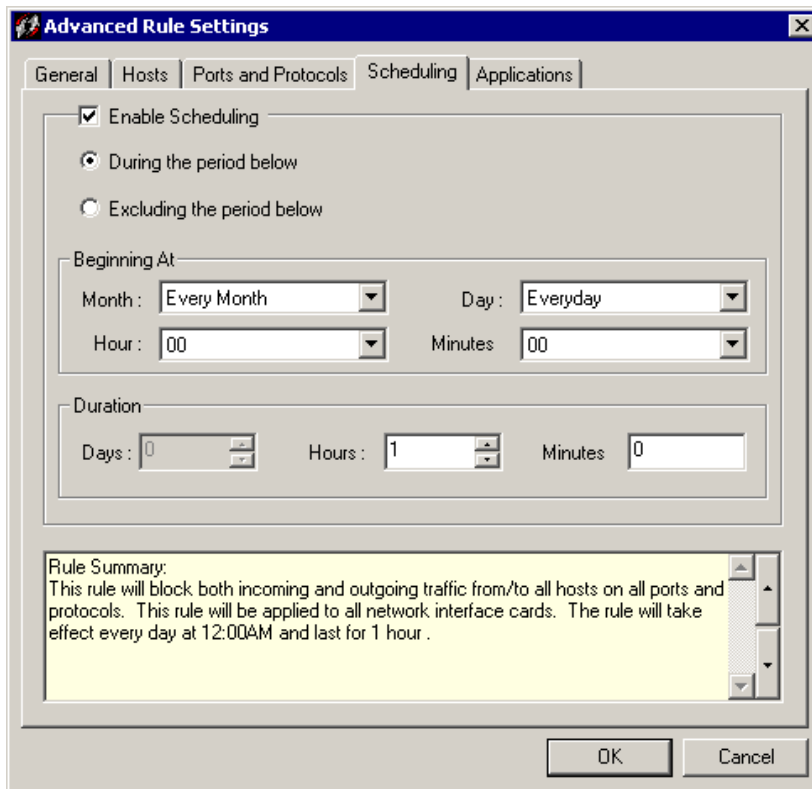 Advanced Rule Settings
General Hosts Ports and Protocols Scheduling Applications
Enable Scheduling
During the period below
Excluding the period below
Beginning At
Month : Every Month Day : Everyday
Hour : 00 Minutes 00
Duration
Days : 0 Hours : 1 Minutes 0
Rule Summary:
This rule will block both incoming and outgoing traffic from/to all hosts on all ports and
protocols. This rule will be applied to all network interface cards. The rule will take
effect every day at 12:00AM and last for 1 hour .
OK Cancel